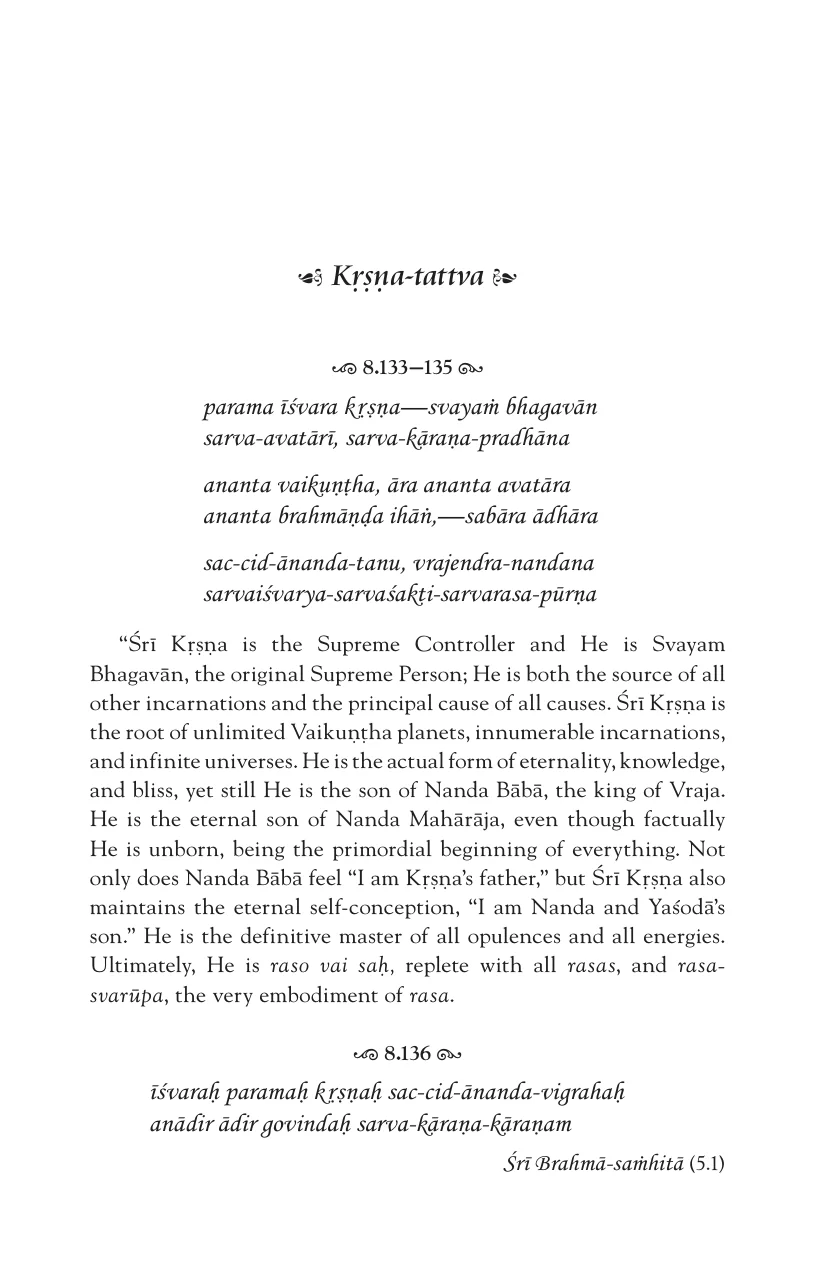 Kṛṣṇa-tattva
8.133–135
parama īśvara kṛṣṇa—svayaṁ bhagavān
sarva-avatārī, sarva-kāraṇa-pradhāna
ananta vaikuṇṭha, āra ananta avatāra
ananta brahmāṇḍa ihāṅ,—sabāra ādhāra
sac-cid-ānanda-tanu, vrajendra-nandana
sarvaiśvarya-sarvaśakti-sarvarasa-pūrṇa
“Śrī Kṛṣṇa is the Supreme Controller and He is Svayam
Bhagavān, the original Supreme Person; He is both the source of all
other incarnations and the principal cause of all causes. Śrī Kṛṣṇa is
the root of unlimited Vaikuṇṭha planets, innumerable incarnations,
and infinite universes. He is the actual form of eternality, knowledge,
and bliss, yet still He is the son of Nanda Bābā, the king of Vraja.
He is the eternal son of Nanda Mahārāja, even though factually
He is unborn, being the primordial beginning of everything. Not
only does Nanda Bābā feel “I am Kṛṣṇa’s father,” but Śrī Kṛṣṇa also
maintains the eternal self-conception, “I am Nanda and Yaśodā’s
son.” He is the definitive master of all opulences and all energies.
Ultimately, He is raso vai saḥ, replete with all rasas, and rasa-
svarūpa, the very embodiment of rasa.
8.136
īśvaraḥ paramaḥ kṛṣṇaḥ sac-cid-ānanda-vigrahaḥ
anādir ādir govindaḥ sarva-kāraṇa-kāraṇam
Śrī Brahmā-saṁhitā (5.1)